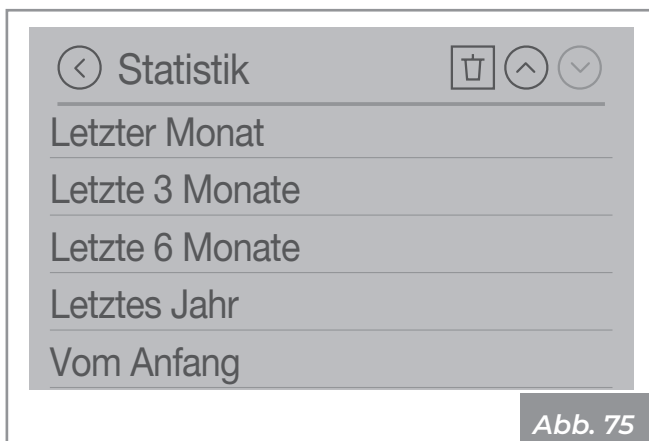 Statistik
Letzter Monat
Letzte 3 Monate
Letzte 6 Monate
Letztes Jahr
Vom Anfang
Abb. 75